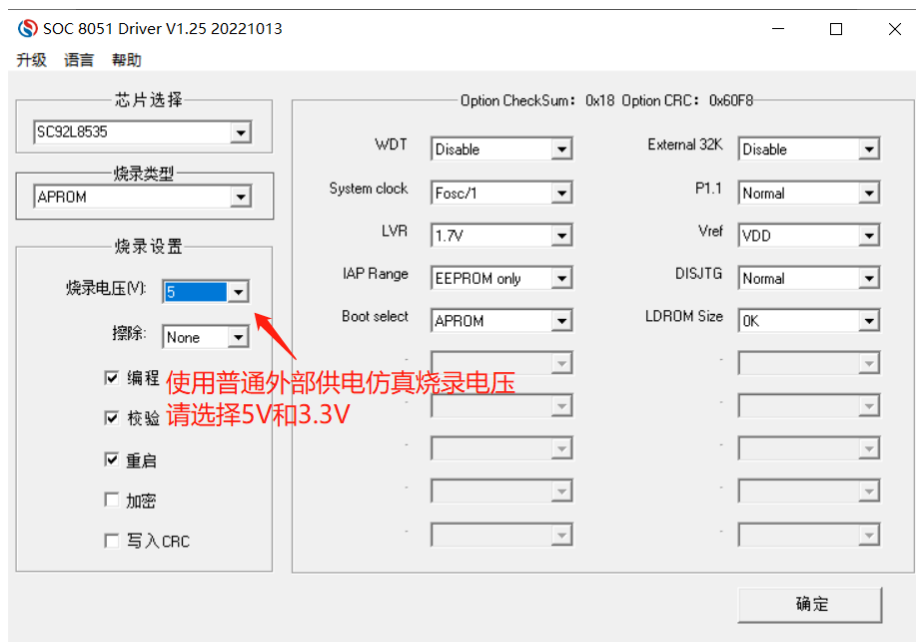 SOC 8051 Driver V1.25 20221013
升级 语言 帮助
芯片选择
SC92L8535
烧录类型
APROM
烧录设置
烧录电压(V): 5
擦除: None
编程
校验
重启
加密
写入CRC
使用普通外部供电仿真烧录电压
请选择5V和3.3V
Option CheckSum: 0x18 Option CRC: 0x60F8
WDT Disable External 32K Disable
System clock Fosc/1 P1.1 Normal
LVR 1.7V Vref VDD
IAP Range EEPROM only DISJTG Normal
Boot select APROM LDROM Size 0K
确定